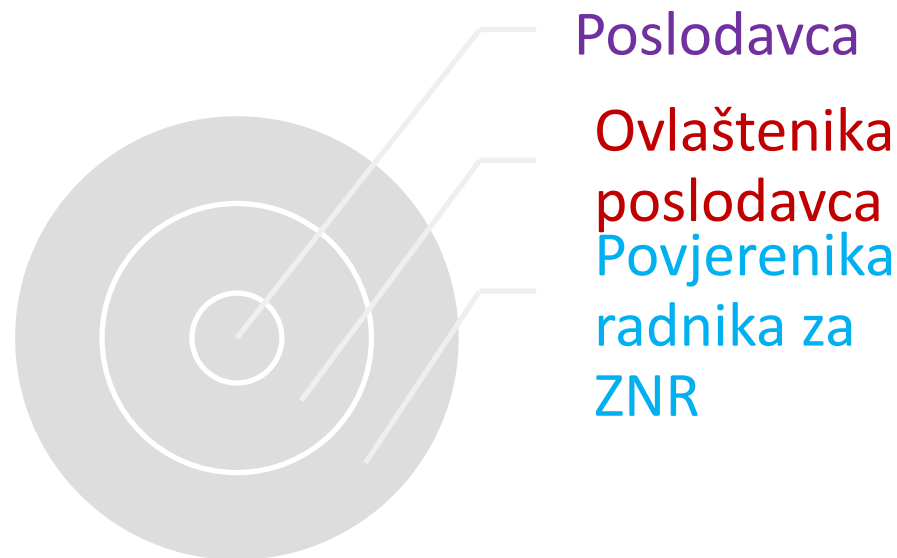 Poslodavca
Ovlaštenika
poslodavca
Povjerenika
radnika za
ZNR